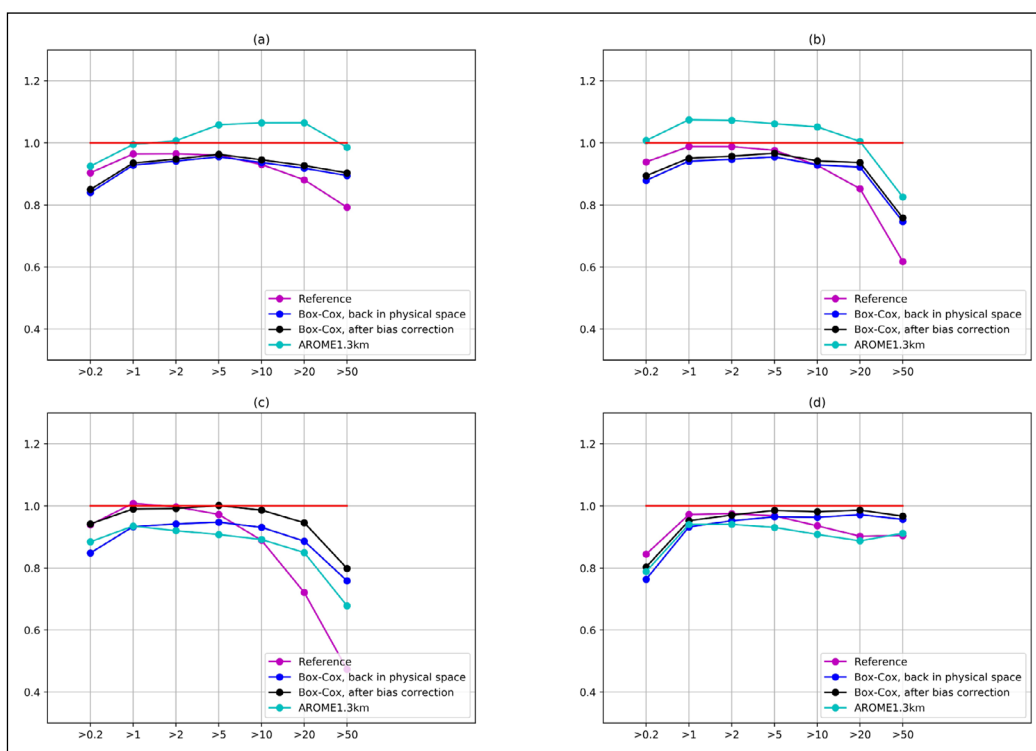 (a)
1.2
1.0
0.8
0.6
0.4
>0.2 >1 >2 >5 >10 >20 >50
Reference
Box-Cox, back in physical space
Box-Cox, after bias correction
AROME1.3km
(b)
1.2
1.0
0.8
0.6
0.4
>0.2 >1 >2 >5 >10 >20 >50
Reference
Box-Cox, back in physical space
Box-Cox, after bias correction
AROME1.3km
(c)
1.2
1.0
0.8
0.6
0.4
>0.2 >1 >2 >5 >10 >20 >50
Reference
Box-Cox, back in physical space
Box-Cox, after bias correction
AROME1.3km
(d)
1.2
1.0
0.8
0.6
0.4
>0.2 >1 >2 >5 >10 >20 >50
Reference
Box-Cox, back in physical space
Box-Cox, after bias correction
AROME1.3km